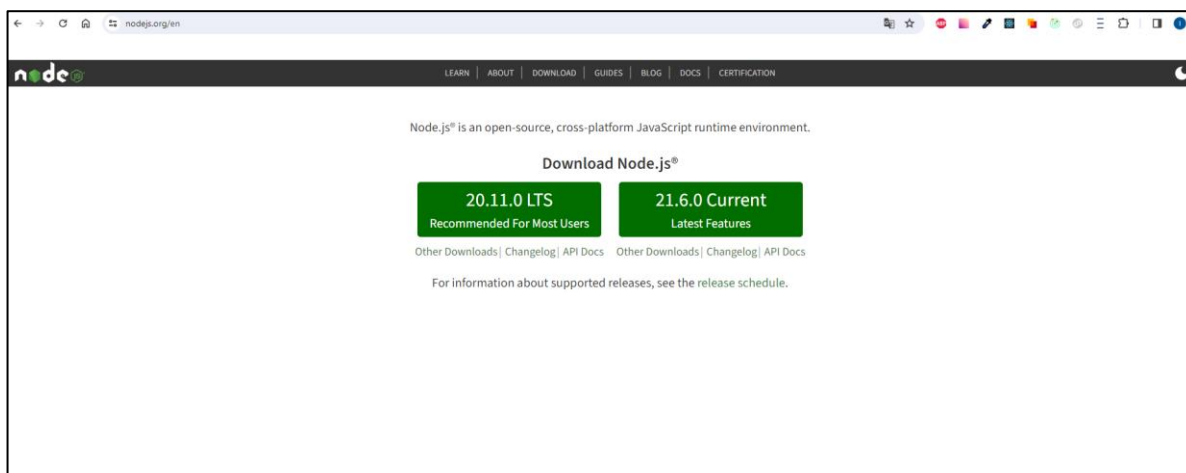 nodejs.org/en
node JS
LEARN | ABOUT | DOWNLOAD | GUIDES | BLOG | DOCS | CERTIFICATION
Node.js® is an open-source, cross-platform JavaScript runtime environment.
Download Node.js®
20.11.0 LTS
Recommended For Most Users
21.6.0 Current
Latest Features
Other Downloads | Changelog | API Docs
Other Downloads | Changelog | API Docs
For information about supported releases, see the release schedule.